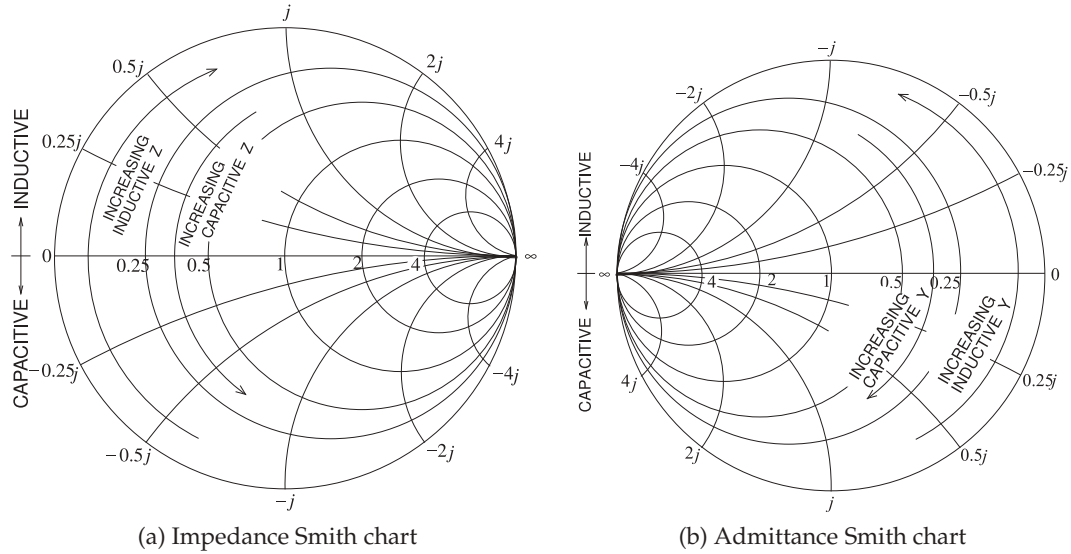 j
0.5j
2j
0.25j
4j
INDUCTIVE
CAPACITIVE
INCREASING
INDUCTIVE Z
INCREASING
CAPACITIVE Z
0
0.25
0.5
1
2
4
∞
−0.25j
−4j
−0.5j
−2j
−j
(a) Impedance Smith chart
−j
−2j
−0.5j
−4j
−0.25j
INDUCTIVE
CAPACITIVE
∞
4
2
1
0.5
0.25
0
INCREASING
CAPACITIVE Y
INCREASING
INDUCTIVE Y
4j
0.25j
2j
0.5j
j
(b) Admittance Smith chart